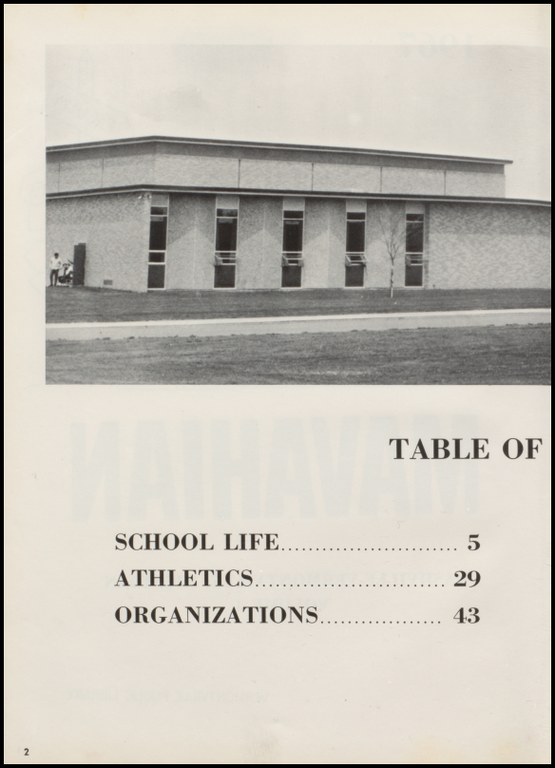 TABLE OF
SCHOOL LIFE.......................... 5
ATHLETICS............................ 29
ORGANIZATIONS.................. 43
2